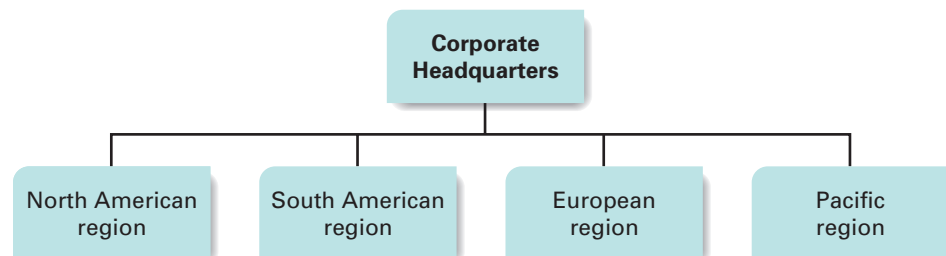 Corporate
Headquarters
North American
region
South American
region
European
region
Pacific
region